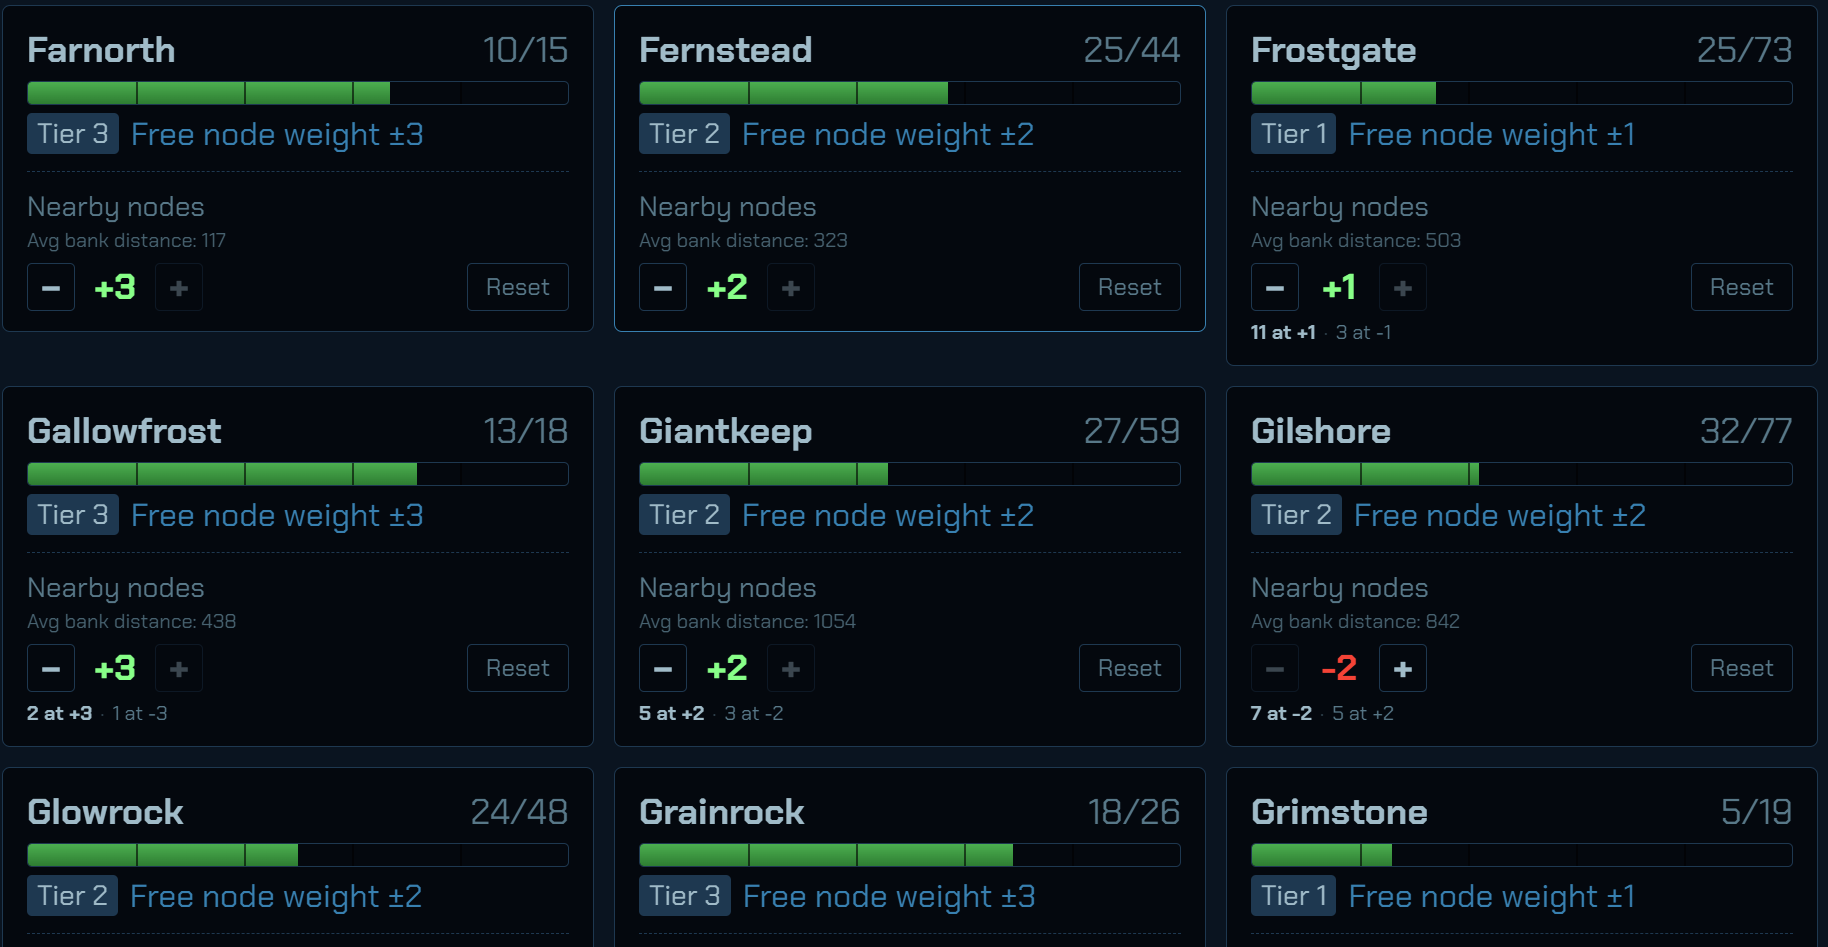 Farnorth 10/15
Tier 3 Free node weight ±3
Nearby nodes
Avg bank distance: 117
− +3 + Reset
Fernstead 25/44
Tier 2 Free node weight ±2
Nearby nodes
Avg bank distance: 323
− +2 + Reset
Frostgate 25/73
Tier 1 Free node weight ±1
Nearby nodes
Avg bank distance: 503
− +1 + Reset
11 at +1 · 3 at -1
Gallowfrost 13/18
Tier 3 Free node weight ±3
Nearby nodes
Avg bank distance: 438
− +3 + Reset
2 at +3 · 1 at -3
Giantkeep 27/59
Tier 2 Free node weight ±2
Nearby nodes
Avg bank distance: 1054
− +2 + Reset
5 at +2 · 3 at -2
Gilshore 32/77
Tier 2 Free node weight ±2
Nearby nodes
Avg bank distance: 842
− -2 + Reset
7 at -2 · 5 at +2
Glowrock 24/48
Tier 2 Free node weight ±2
Grainrock 18/26
Tier 3 Free node weight ±3
Grimstone 5/19
Tier 1 Free node weight ±1